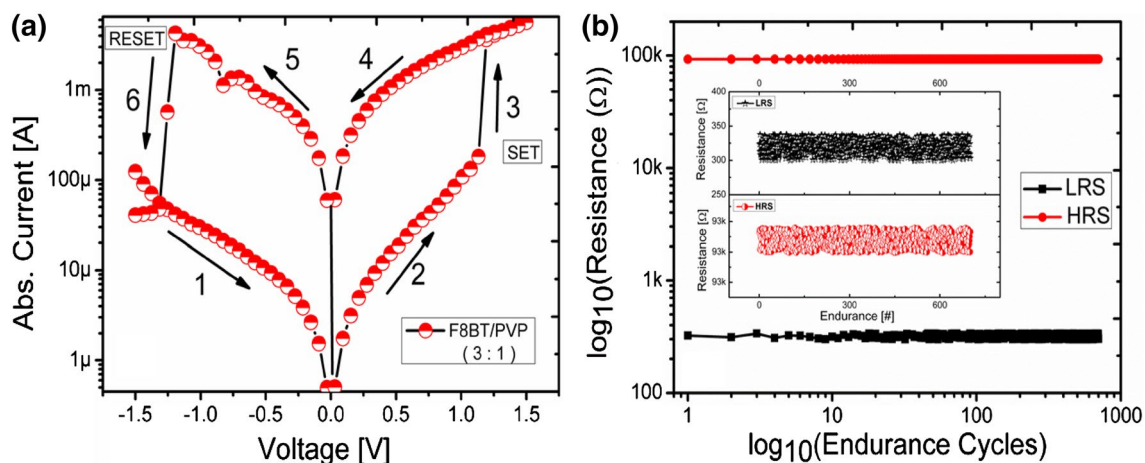 (a)
Abs. Current [A]
1m
100µ
10µ
1µ
RESET
6
5
4
3
SET
1
2
F8BT/PVP
( 3 : 1 )
-1.5 -1.0 -0.5 0.0 0.5 1.0 1.5
Voltage [V]
(b)
log10(Resistance (Ω))
100k
10k
1k
100
0 300 600
Resistance [Ω]
400
350
300
250
LRS
Resistance [Ω]
93k
93k
93k
HRS
0 300 600
Endurance [#]
LRS
HRS
1 10 100 1000
log10(Endurance Cycles)